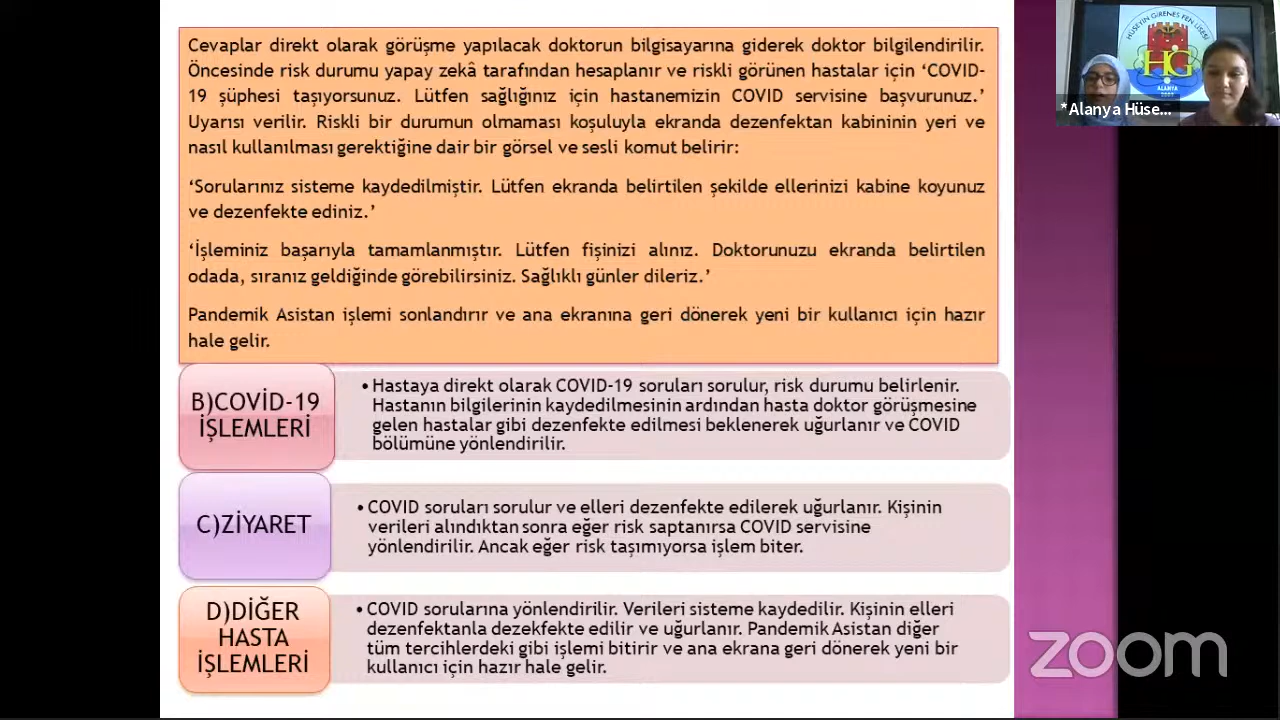 Cevaplar direkt olarak görüşme yapılacak doktorun bilgisayarına giderek doktor bilgilendirilir.
Öncesinde risk durumu yapay zekâ tarafından hesaplanır ve riskli görünen hastalar için ‘COVID-
19 şüphesi taşıyorsunuz. Lütfen sağlığınız için hastanemizin COVID servisine başvurunuz.’
Uyarısı verilir. Riskli bir durumun olmaması koşuluyla ekranda dezenfektan kabininin yeri ve
nasıl kullanılması gerektiğine dair bir görsel ve sesli komut belirir:
‘Sorularınız sisteme kaydedilmiştir. Lütfen ekranda belirtilen şekilde ellerinizi kabine koyunuz
ve dezenfekte ediniz.’
‘İşleminiz başarıyla tamamlanmıştır. Lütfen fişinizi alınız. Doktorunuzu ekranda belirtilen
odada, sıranız geldiğinde görebilirsiniz. Sağlıklı günler dileriz.’
Pandemik Asistan işlemi sonlandırır ve ana ekranına geri dönerek yeni bir kullanıcı için hazır
hale gelir.
B)COVİD-19
İŞLEMLERİ
•Hastaya direkt olarak COVID-19 soruları sorulur, risk durumu belirlenir.
Hastanın bilgilerinin kaydedilmesinin ardından hasta doktor görüşmesine
gelen hastalar gibi dezenfekte edilmesi beklenerek uğurlanır ve COVID
bölümüne yönlendirilir.
C)ZİYARET
•COVID soruları sorulur ve elleri dezenfekte edilerek uğurlanır. Kişinin
verileri alındıktan sonra eğer risk saptanırsa COVID servisine
yönlendirilir. Ancak eğer risk taşımıyorsa işlem biter.
D)DİĞER
HASTA
İŞLEMLERİ
•COVID sorularına yönlendirilir. Verileri sisteme kaydedilir. Kişinin elleri
dezenfektanla dezekfekte edilir ve uğurlanır. Pandemik Asistan diğer
tüm tercihlerdeki gibi işlemi bitirir ve ana ekrana geri dönerek yeni bir
kullanıcı için hazır hale gelir.
HÜSEYİN GİRENES FEN LİSESİ
HG
ALANYA
*Alanya Hüse...
zoom